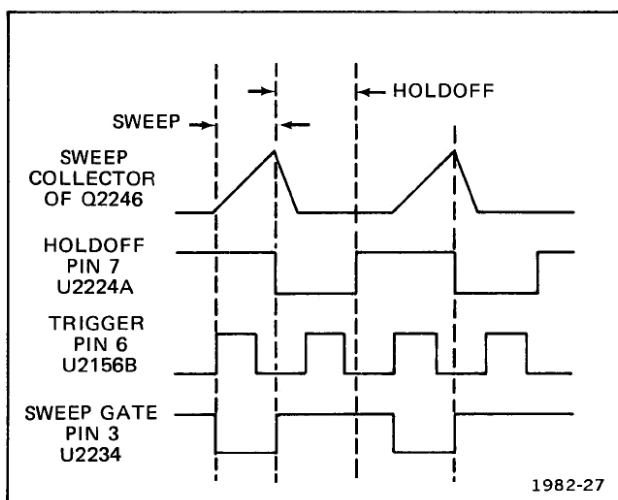 HOLDOFF
SWEEP
SWEEP
COLLECTOR
OF Q2246
HOLDOFF
PIN 7
U2224A
TRIGGER
PIN 6
U2156B
SWEEP GATE
PIN 3
U2234
1982-27